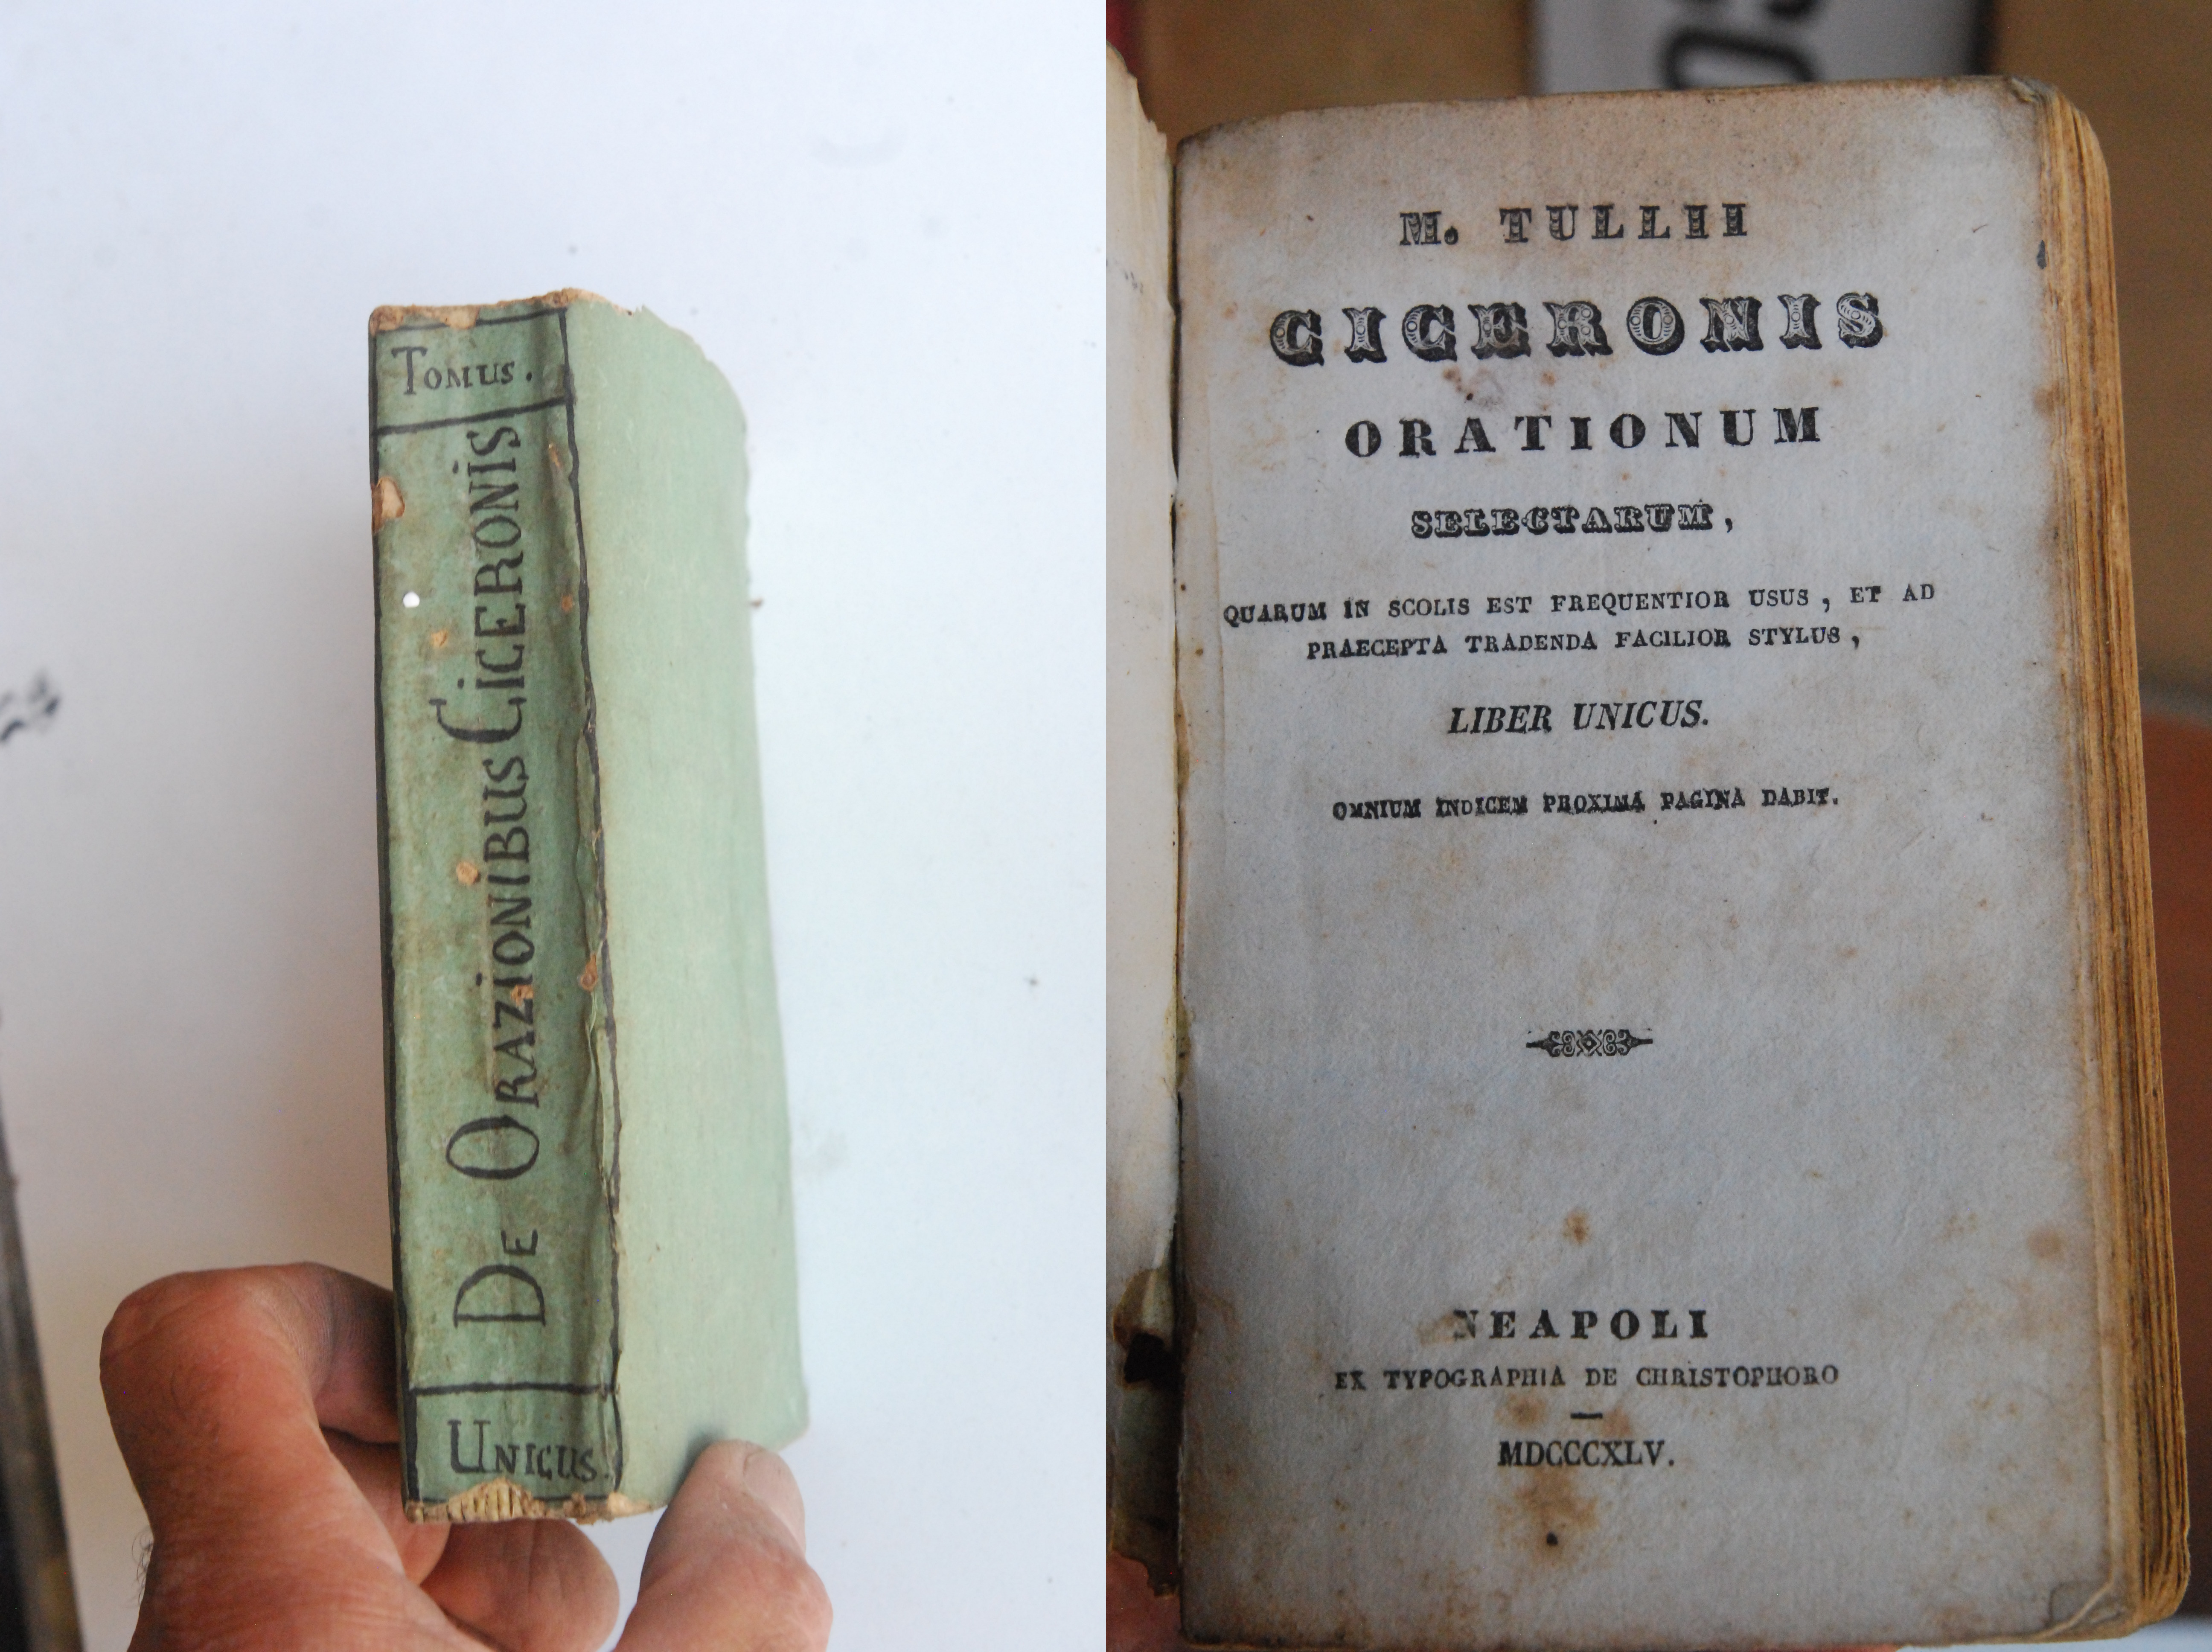 TOMUS.
DE ORAZIONIBUS CICERONIS
UNICUS.
M. TULLII
CICERONIS
ORATIONUM
SELECTARUM,
QUARUM IN SCOLIS EST FREQUENTIOR USUS, ET AD
PRAECEPTA TRADENDA FACILIOR STYLUS,
LIBER UNICUS.
OMNIUM INDICEM PROXIMA PAGINA DABIT.
NEAPOLI
EX TYPOGRAPHIA DE CHRISTOPHORO
MDCCCXLV.